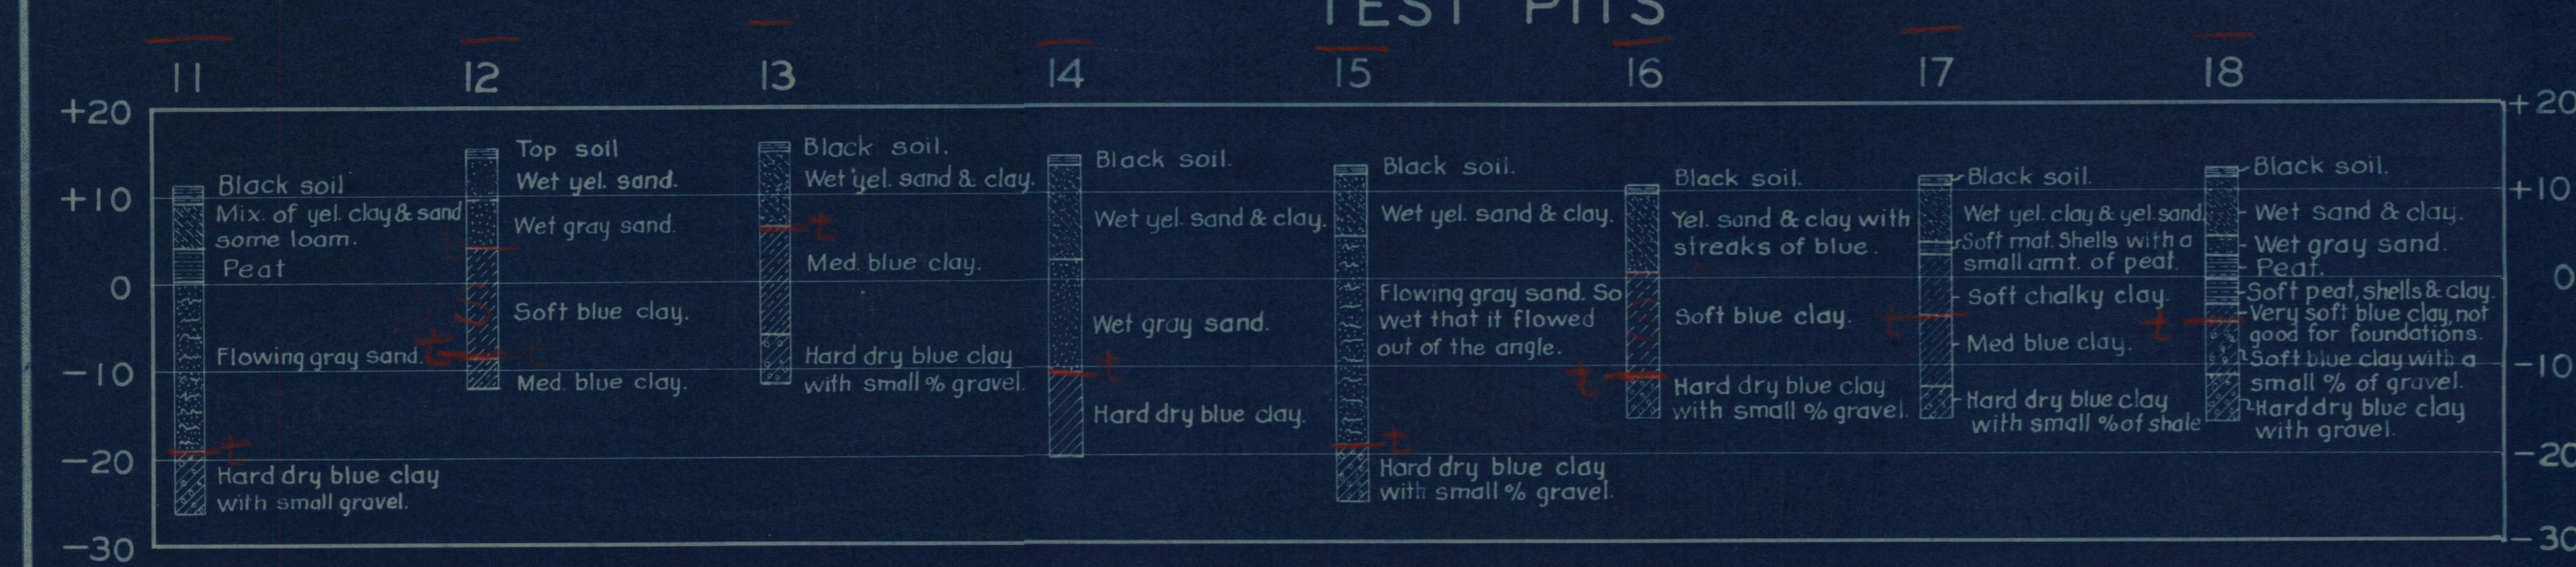 TEST PITS
11 12 13 14 15 16 17 18
+20 +20
+10 +10
0 0
−10 −10
−20 −20
−30 −30
Black soil
Mix. of yel. clay & sand
some loam.
Peat
Flowing gray sand.
t
Hard dry blue clay
with small gravel.
Top soil
Wet yel. sand.
Wet gray sand.
Soft blue clay.
t
Med. blue clay.
Black soil.
Wet yel. sand & clay.
t
Med. blue clay.
Hard dry blue clay
with small % gravel.
Black soil.
Wet yel. sand & clay.
Wet gray sand.
t
Hard dry blue clay.
Black soil.
Wet yel. sand & clay.
Flowing gray sand. So
wet that it flowed
out of the angle.
t
Hard dry blue clay
with small % gravel.
Black soil.
Yel. sand & clay with
streaks of blue.
Soft blue clay.
t
Hard dry blue clay
with small % gravel.
Black soil.
Wet yel. clay & yel. sand.
Soft mat. Shells with a
small amt. of peat.
Soft chalky clay.
t
Med blue clay.
Hard dry blue clay
with small % of shale
Black soil.
Wet sand & clay.
Wet gray sand.
Peat.
Soft peat, shells & clay.
Very soft blue clay, not
good for foundations.
t
Soft blue clay with a
small % of gravel.
Hard dry blue clay
with gravel.